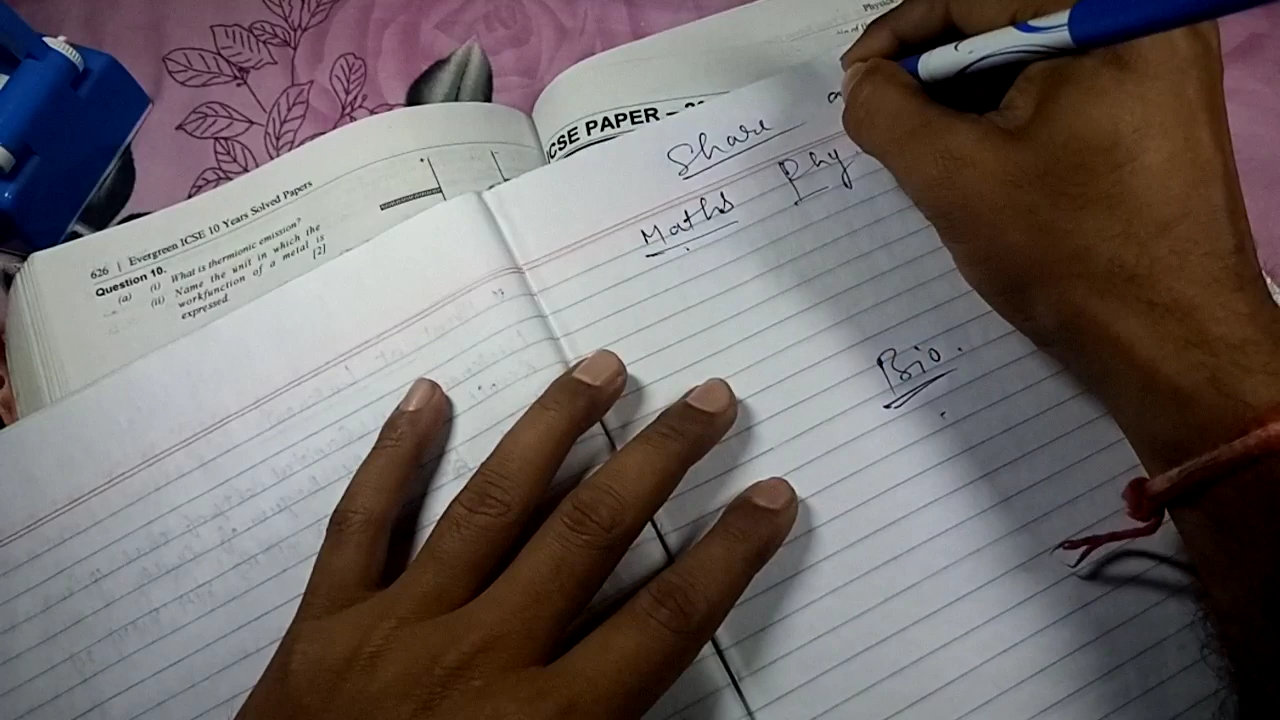 Physics
ICSE PAPER –
626 | Evergreen ICSE 10 Years Solved Papers
Question 10.
(a) (i) What is thermionic emission?
(ii) Name the unit in which the
workfunction of a metal is
expressed. [2]
Share
Maths Phy.
Bio.